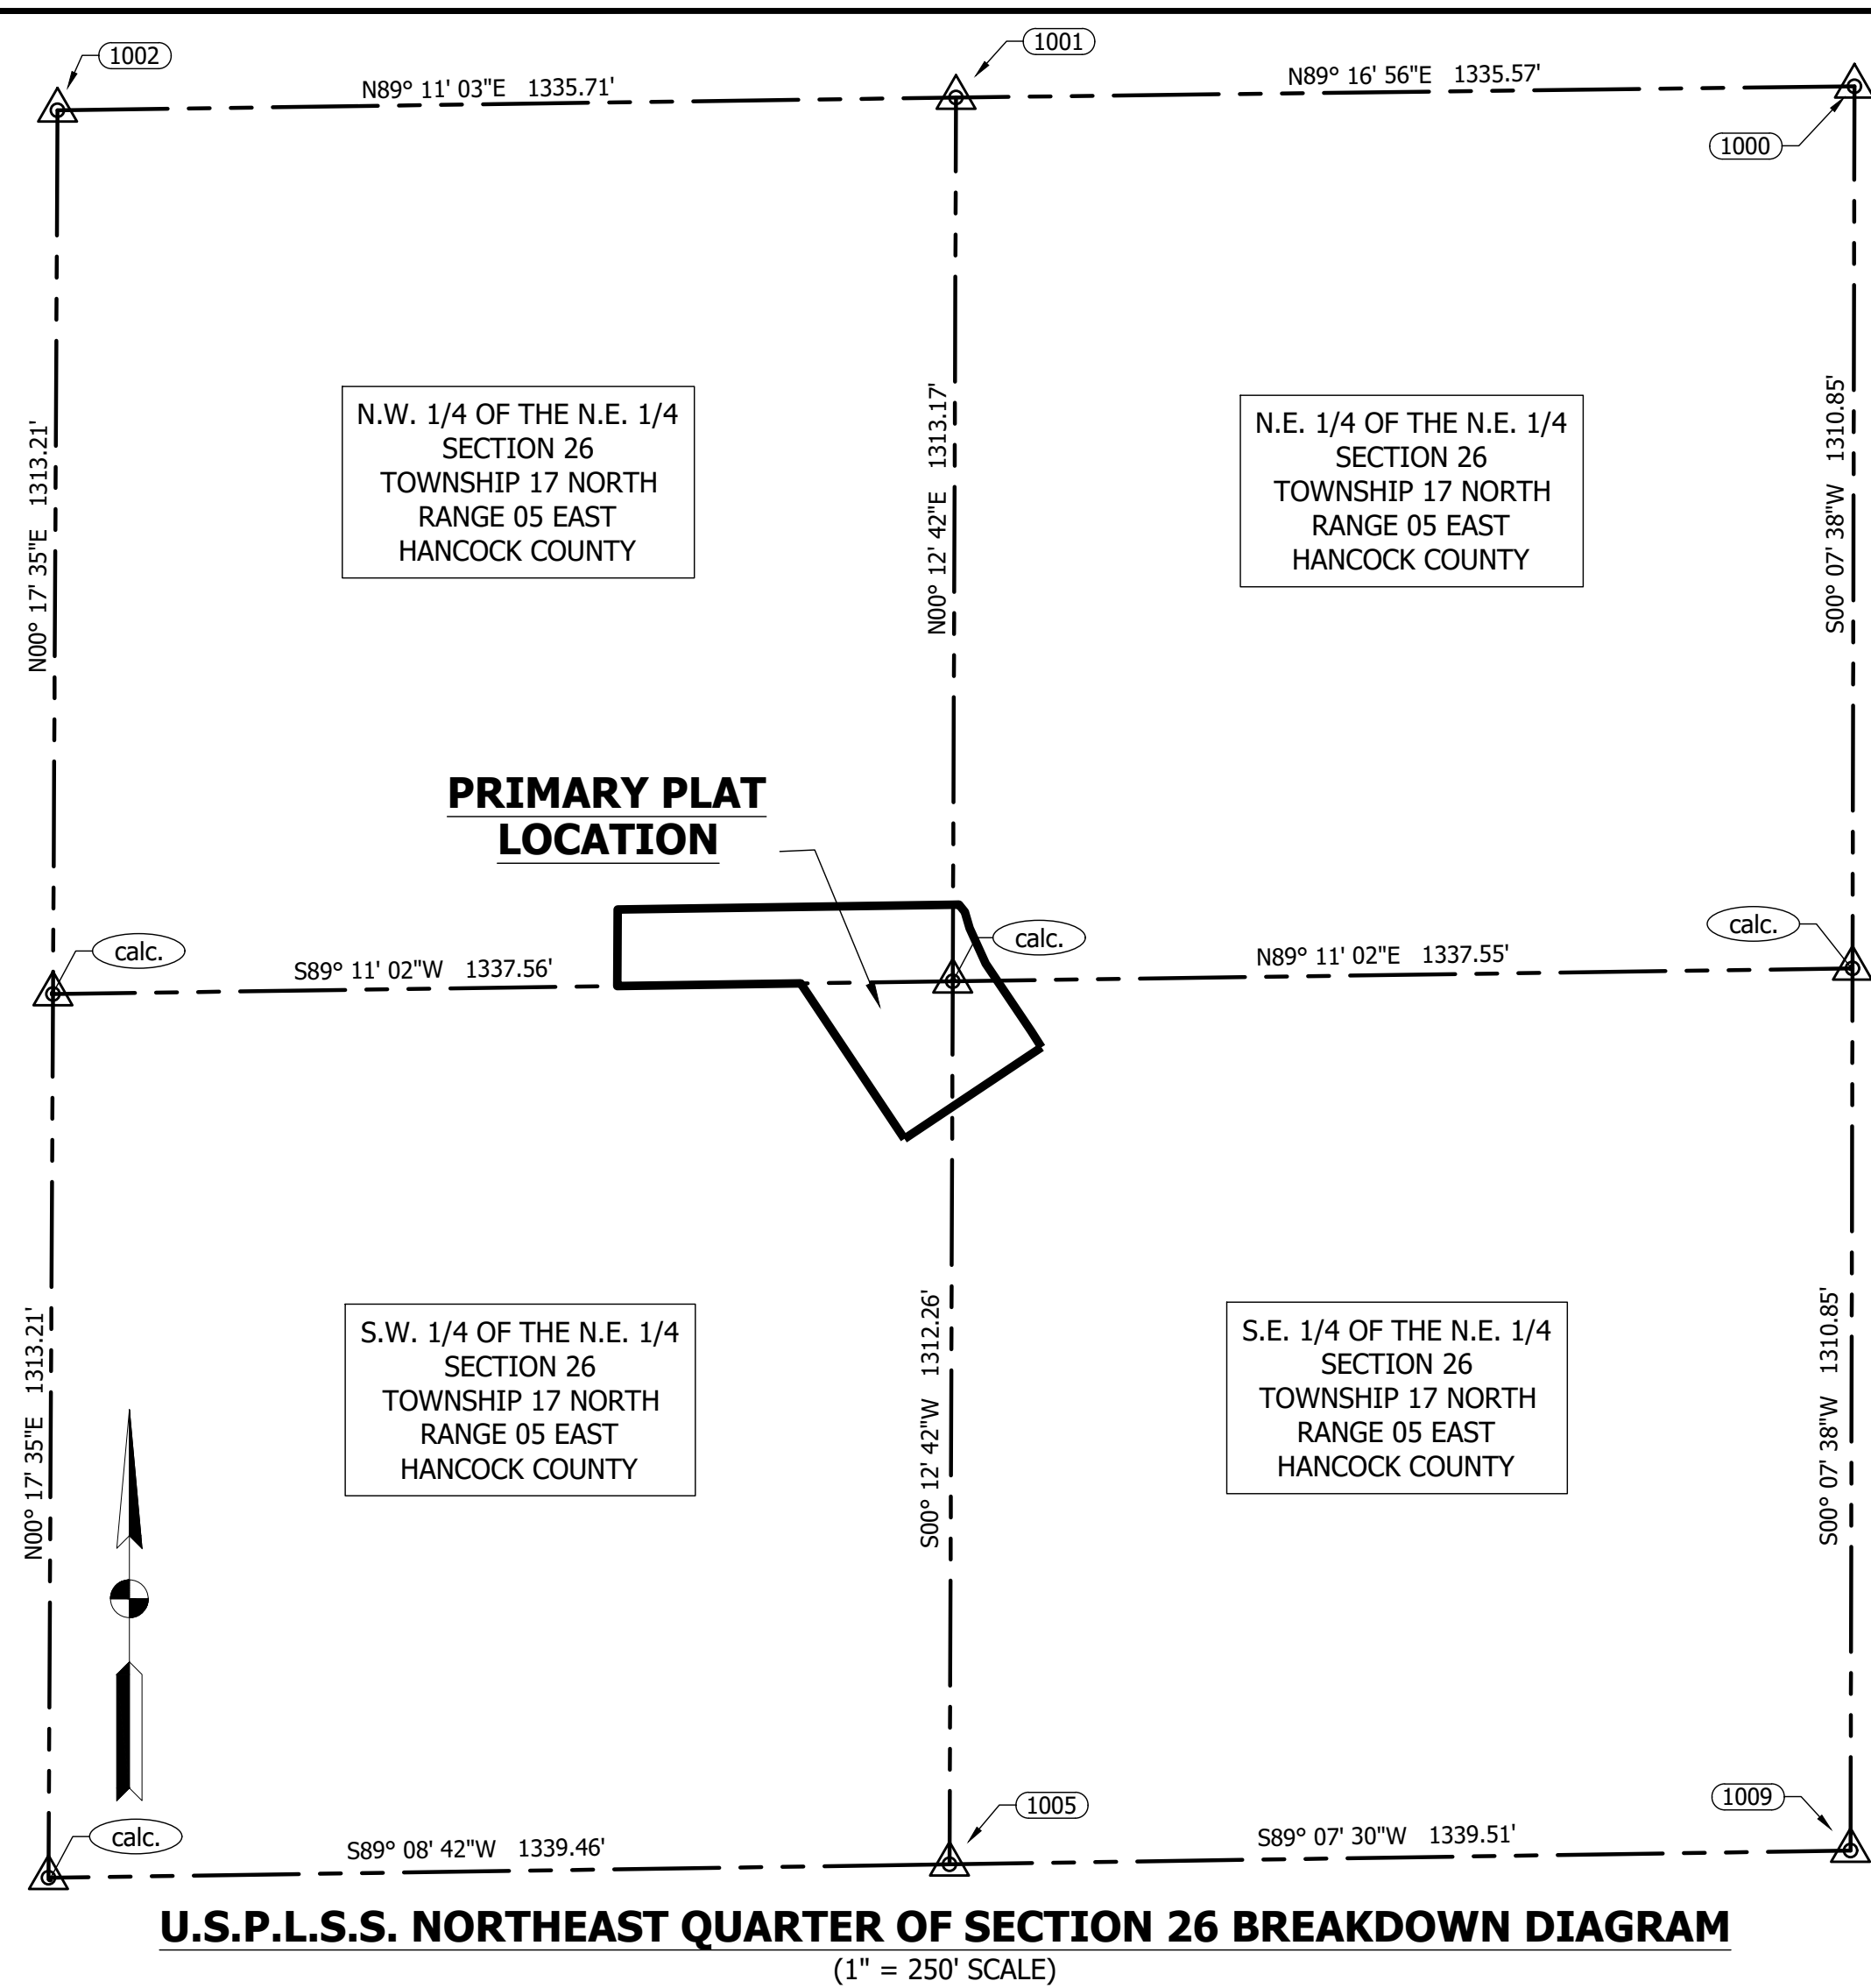 1002
1001
N89° 11' 03"E 1335.71'
N89° 16' 56"E 1335.57'
1000
N00° 17' 35"E 1313.21'
N.W. 1/4 OF THE N.E. 1/4
SECTION 26
TOWNSHIP 17 NORTH
RANGE 05 EAST
HANCOCK COUNTY
N00° 12' 42"E 1313.17'
N.E. 1/4 OF THE N.E. 1/4
SECTION 26
TOWNSHIP 17 NORTH
RANGE 05 EAST
HANCOCK COUNTY
S00° 07' 38"W 1310.85'
PRIMARY PLAT
LOCATION
calc.
calc.
calc.
S89° 11' 02"W 1337.56'
N89° 11' 02"E 1337.55'
N00° 17' 35"E 1313.21'
S.W. 1/4 OF THE N.E. 1/4
SECTION 26
TOWNSHIP 17 NORTH
RANGE 05 EAST
HANCOCK COUNTY
S00° 12' 42"W 1312.26'
S.E. 1/4 OF THE N.E. 1/4
SECTION 26
TOWNSHIP 17 NORTH
RANGE 05 EAST
HANCOCK COUNTY
S00° 07' 38"W 1310.85'
calc.
1005
1009
S89° 08' 42"W 1339.46'
S89° 07' 30"W 1339.51'
U.S.P.L.S.S. NORTHEAST QUARTER OF SECTION 26 BREAKDOWN DIAGRAM
(1" = 250' SCALE)